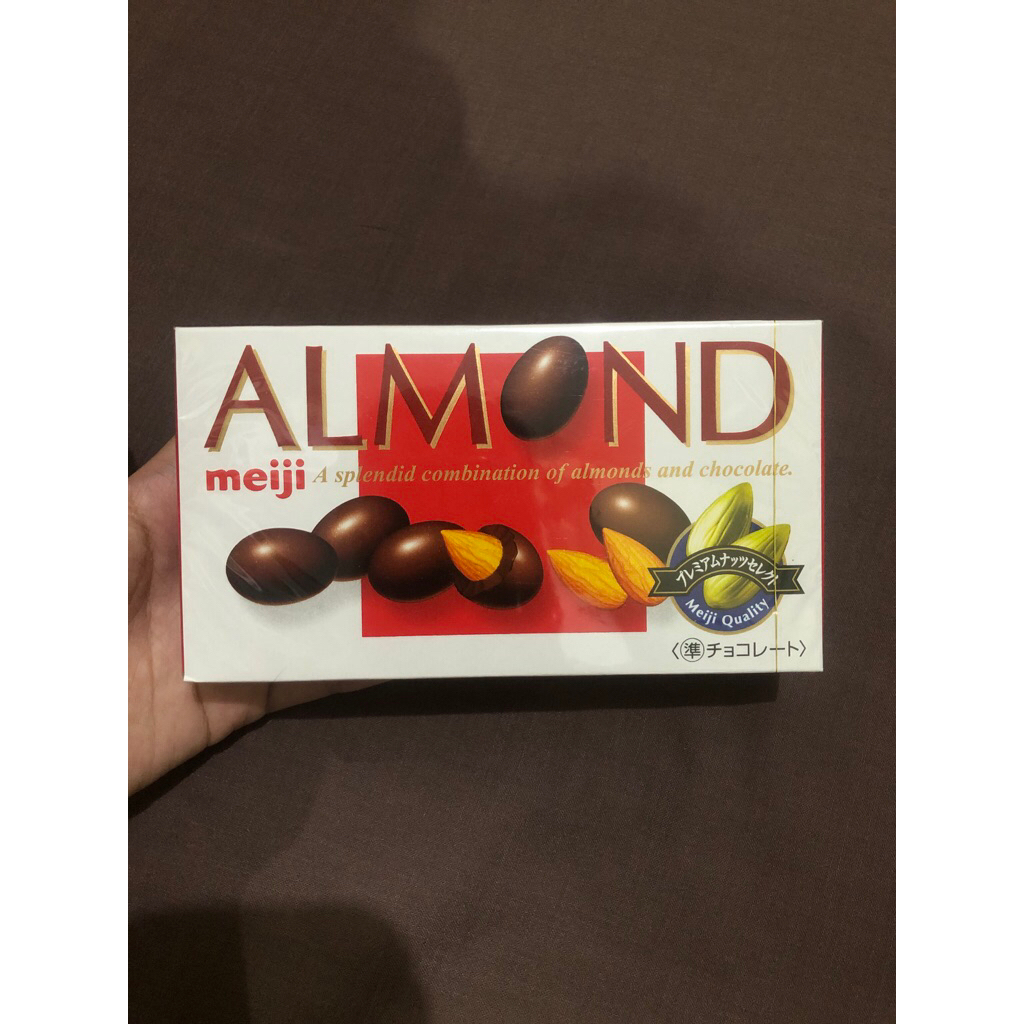 ALMOND
meiji A splendid combination of almonds and chocolate.
プレミアムナッツセレクト
Meiji Quality
〈㊜チョコレート〉